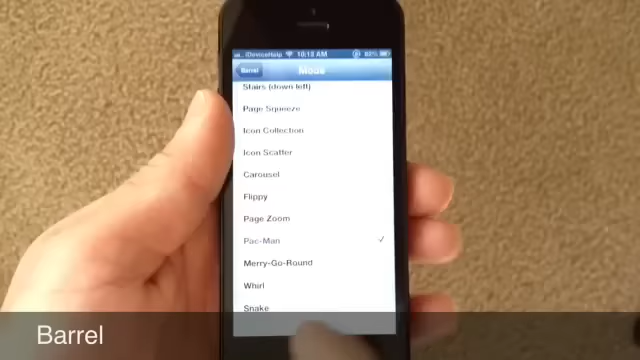 iDeviceHelp 10:13 AM 82%
Barrel Mode
Stairs (down left)
Page Squeeze
Icon Collection
Icon Scatter
Carousel
Flippy
Page Zoom
Pac-Man
Merry-Go-Round
Whirl
Snake
Barrel